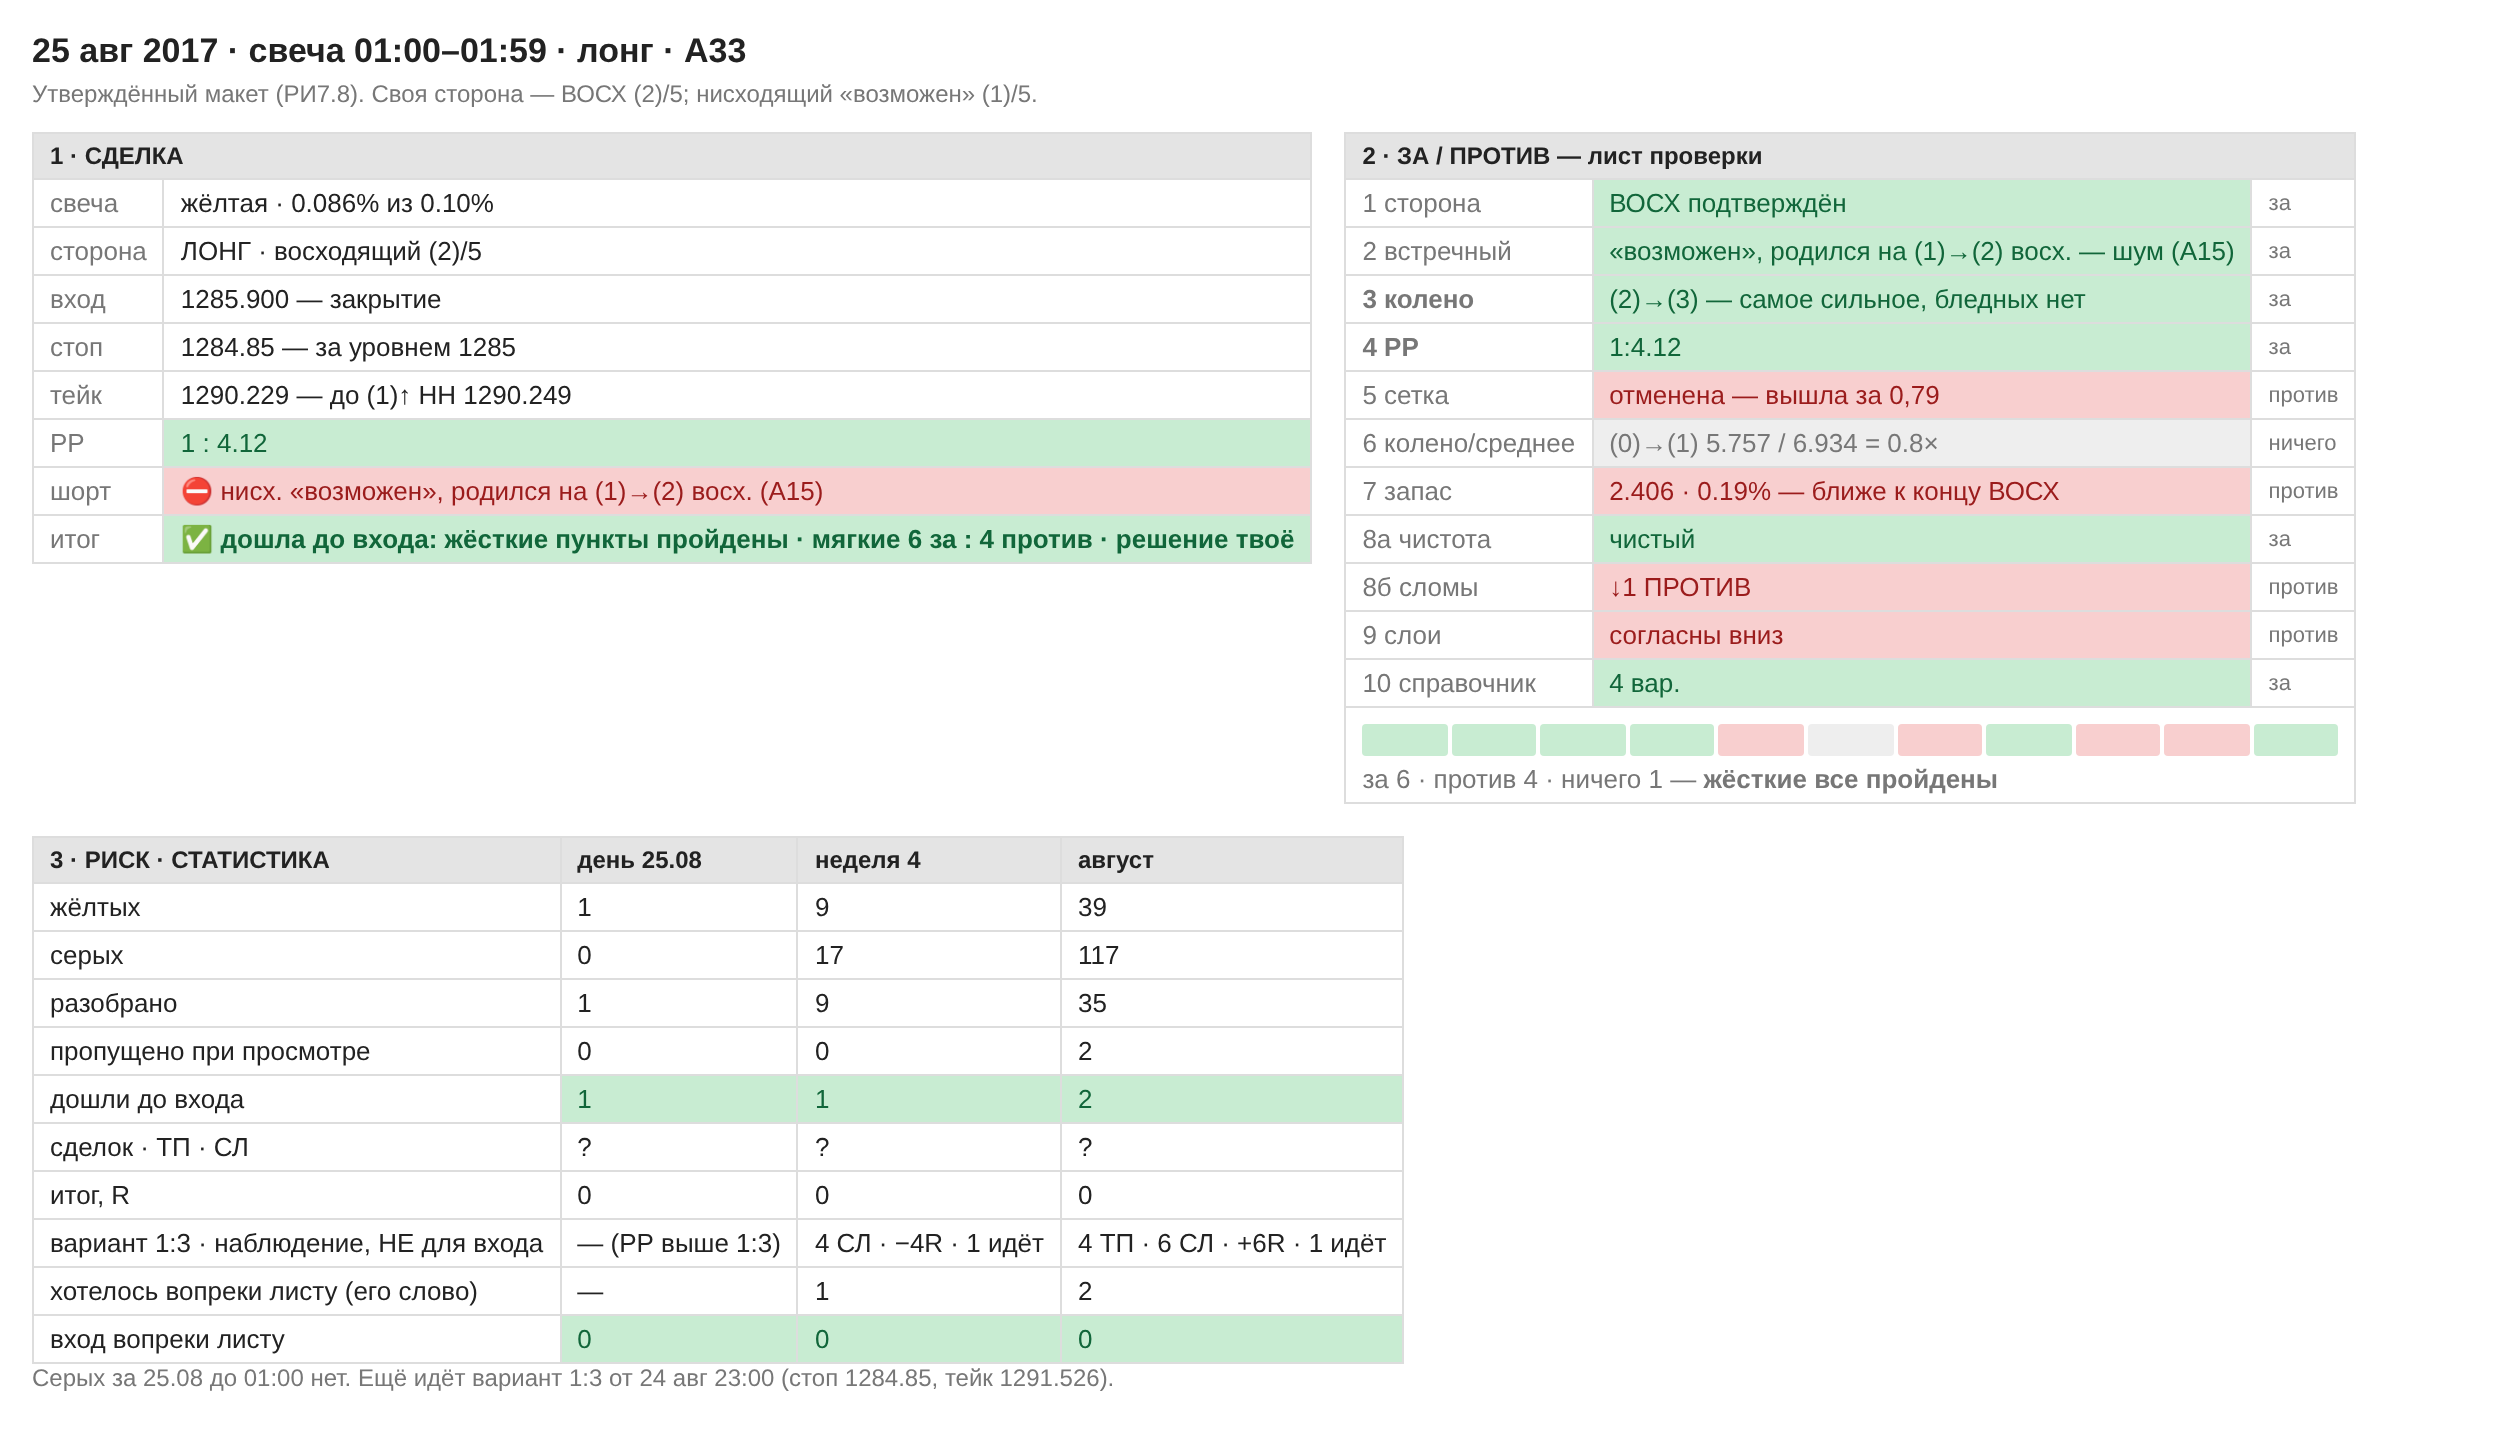 25 авг 2017 · свеча 01:00–01:59 · лонг · А33
Утверждённый макет (РИ7.8). Своя сторона — ВОСХ (2)/5; нисходящий «возможен» (1)/5.
1 · СДЕЛКА
свеча жёлтая · 0.086% из 0.10%
сторона ЛОНГ · восходящий (2)/5
вход 1285.900 — закрытие
стоп 1284.85 — за уровнем 1285
тейк 1290.229 — до (1)↑ HH 1290.249
РР 1 : 4.12
шорт ⛔ нисх. «возможен», родился на (1)→(2) восх. (А15)
итог ✅ дошла до входа: жёсткие пункты пройдены · мягкие 6 за : 4 против · решение твоё
2 · ЗА / ПРОТИВ — лист проверки
1 сторона ВОСХ подтверждён за
2 встречный «возможен», родился на (1)→(2) восх. — шум (А15) за
3 колено (2)→(3) — самое сильное, бледных нет за
4 РР 1:4.12 за
5 сетка отменена — вышла за 0,79 против
6 колено/среднее (0)→(1) 5.757 / 6.934 = 0.8× ничего
7 запас 2.406 · 0.19% — ближе к концу ВОСХ против
8а чистота чистый за
8б сломы ↓1 ПРОТИВ против
9 слои согласны вниз против
10 справочник 4 вар. за
за 6 · против 4 · ничего 1 — жёсткие все пройдены
3 · РИСК · СТАТИСТИКА день 25.08 неделя 4 август
жёлтых 1 9 39
серых 0 17 117
разобрано 1 9 35
пропущено при просмотре 0 0 2
дошли до входа 1 1 2
сделок · ТП · СЛ ? ? ?
итог, R 0 0 0
вариант 1:3 · наблюдение, НЕ для входа — (РР выше 1:3) 4 СЛ · −4R · 1 идёт 4 ТП · 6 СЛ · +6R · 1 идёт
хотелось вопреки листу (его слово) — 1 2
вход вопреки листу 0 0 0
Серых за 25.08 до 01:00 нет. Ещё идёт вариант 1:3 от 24 авг 23:00 (стоп 1284.85, тейк 1291.526).